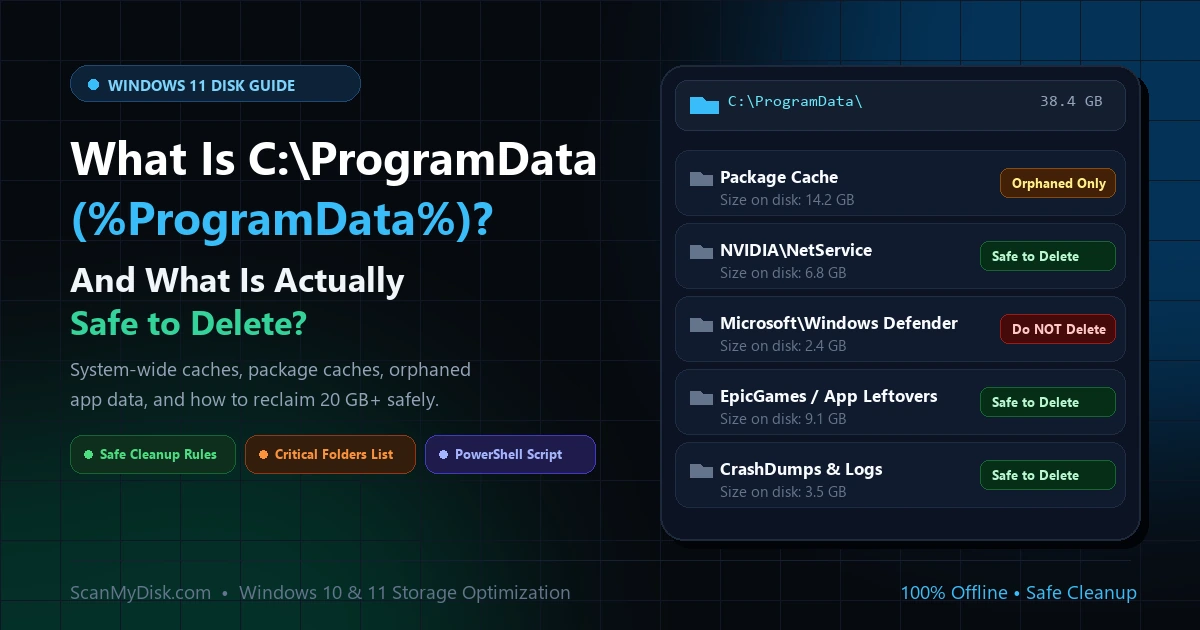 WINDOWS 11 DISK GUIDE
What Is C:\ProgramData
(%ProgramData%)?
And What Is Actually
Safe to Delete?
System-wide caches, package caches, orphaned
app data, and how to reclaim 20 GB+ safely.
Safe Cleanup Rules
Critical Folders List
PowerShell Script
C:\ProgramData\ 38.4 GB
Package Cache
Size on disk: 14.2 GB
Orphaned Only
NVIDIA\NetService
Size on disk: 6.8 GB
Safe to Delete
Microsoft\Windows Defender
Size on disk: 2.4 GB
Do NOT Delete
EpicGames / App Leftovers
Size on disk: 9.1 GB
Safe to Delete
CrashDumps & Logs
Size on disk: 3.5 GB
Safe to Delete
ScanMyDisk.com • Windows 10 & 11 Storage Optimization
100% Offline • Safe Cleanup